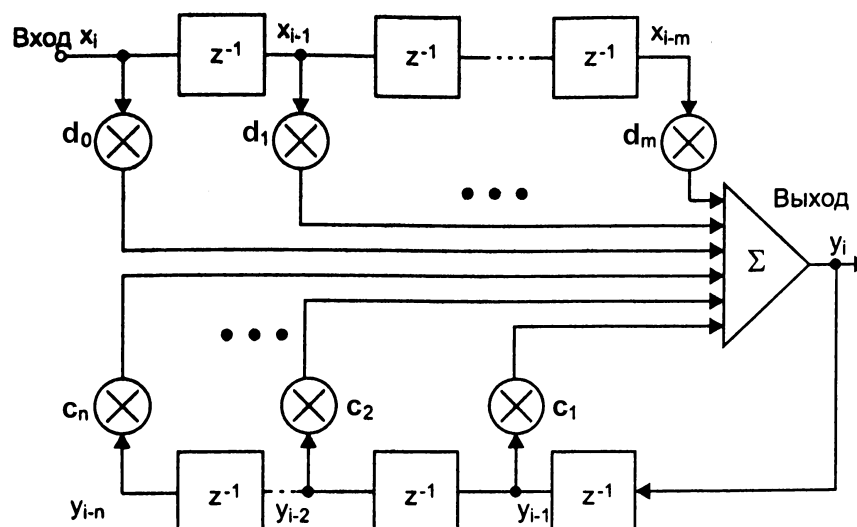 Вход xᵢ
z⁻¹
xᵢ₋₁
z⁻¹
z⁻¹
xᵢ₋ₘ
d₀
d₁
dₘ
Выход
yᵢ
Σ
cₙ
c₂
c₁
yᵢ₋ₙ
z⁻¹
yᵢ₋₂
z⁻¹
yᵢ₋₁
z⁻¹